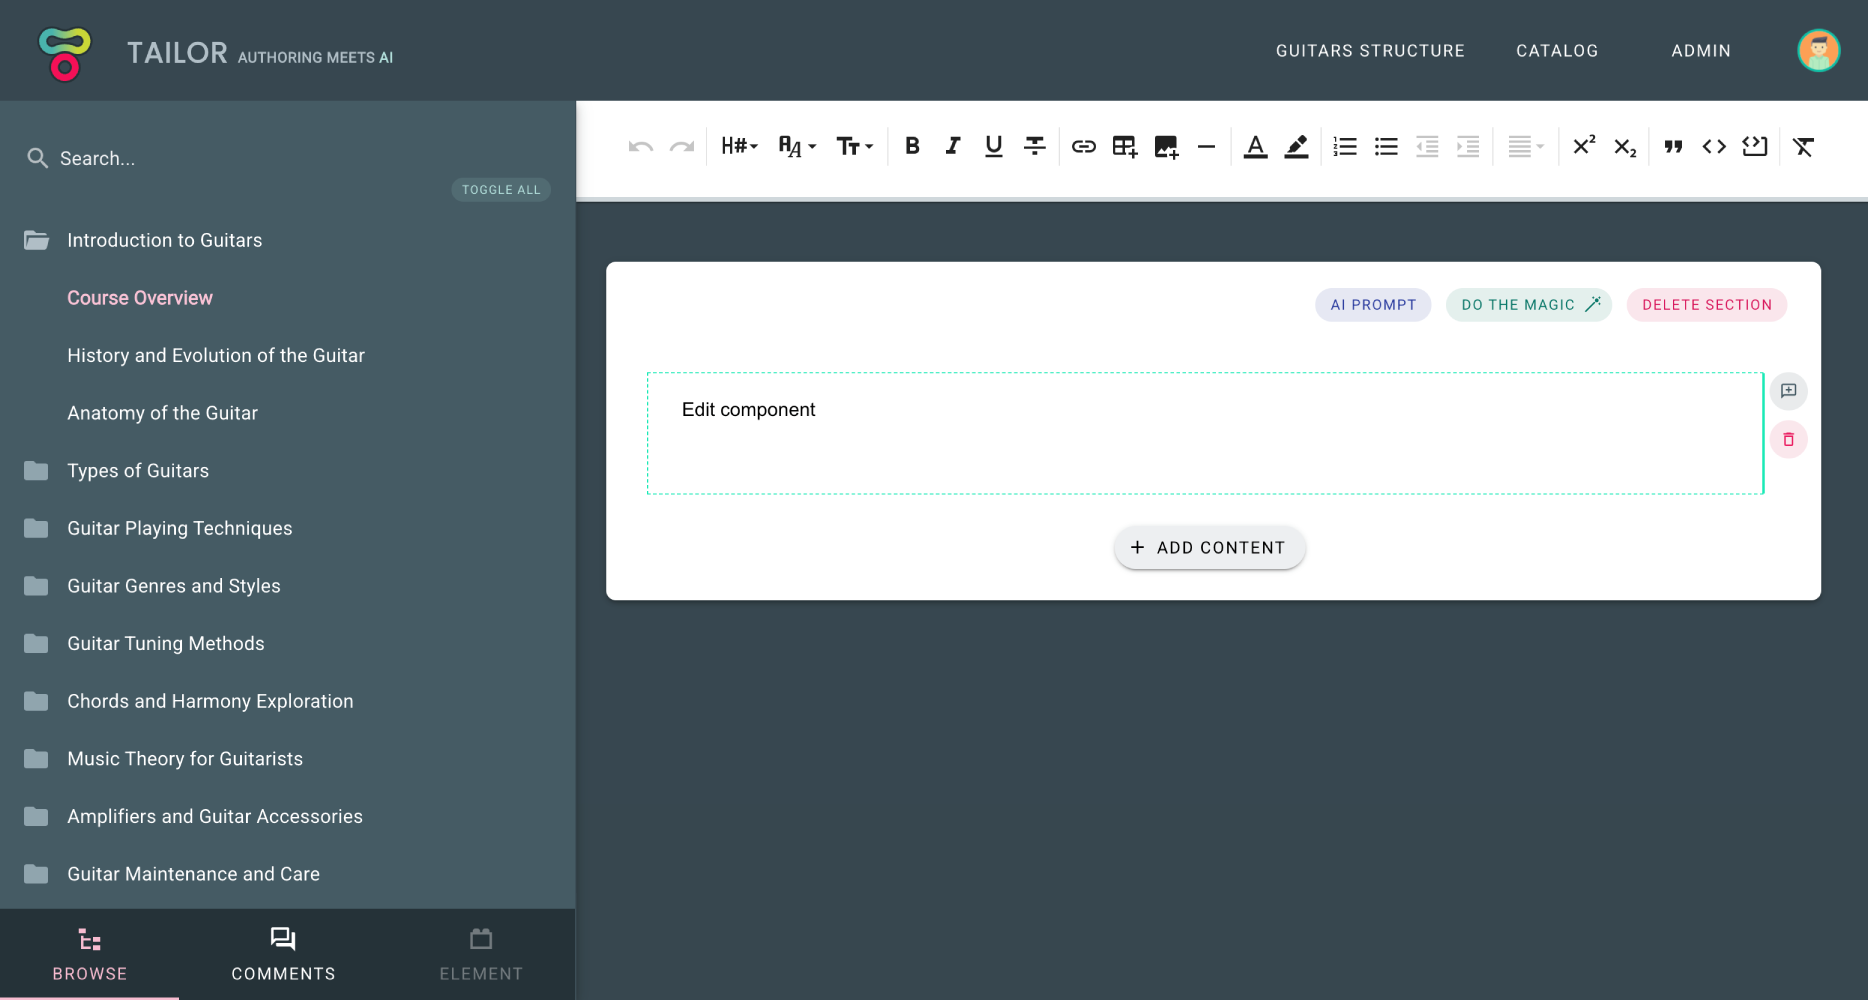 TAILOR AUTHORING MEETS AI
GUITARS STRUCTURE
CATALOG
ADMIN
Search...
TOGGLE ALL
Introduction to Guitars
Course Overview
History and Evolution of the Guitar
Anatomy of the Guitar
Types of Guitars
Guitar Playing Techniques
Guitar Genres and Styles
Guitar Tuning Methods
Chords and Harmony Exploration
Music Theory for Guitarists
Amplifiers and Guitar Accessories
Guitar Maintenance and Care
BROWSE
COMMENTS
ELEMENT
AI PROMPT
DO THE MAGIC
DELETE SECTION
Edit component
+ ADD CONTENT